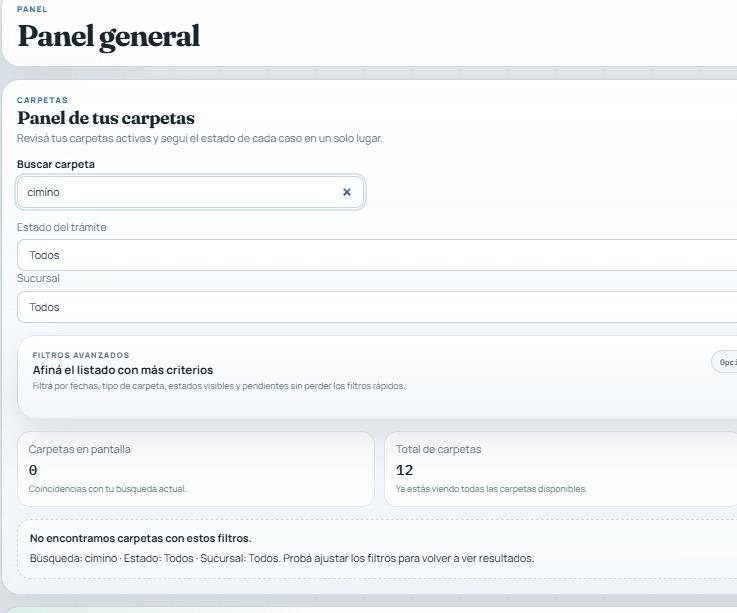 PANEL
Panel general
CARPETAS
Panel de tus carpetas
Revisá tus carpetas activas y seguí el estado de cada caso en un solo lugar.
Buscar carpeta
cimino
Estado del trámite
Todos
Sucursal
Todos
FILTROS AVANZADOS
Afiná el listado con más criterios
Opci
Filtrá por fechas, tipo de carpeta, estados visibles y pendientes sin perder los filtros rápidos.
Carpetas en pantalla
0
Coincidencias con tu búsqueda actual.
Total de carpetas
12
Ya estás viendo todas las carpetas disponibles.
No encontramos carpetas con estos filtros.
Búsqueda: cimino · Estado: Todos · Sucursal: Todos. Probá ajustar los filtros para volver a ver resultados.